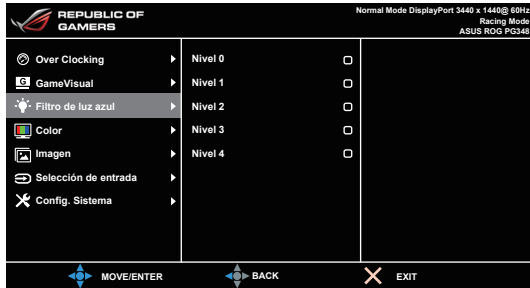 REPUBLIC OF
GAMERS
Normal Mode DisplayPort 3440 x 1440@ 60Hz
Racing Mode
ASUS ROG PG348
Over Clocking
G GameVisual
Filtro de luz azul
Color
Imagen
Selección de entrada
Config. Sistema
Nivel 0
Nivel 1
Nivel 2
Nivel 3
Nivel 4
MOVE/ENTER
BACK
EXIT